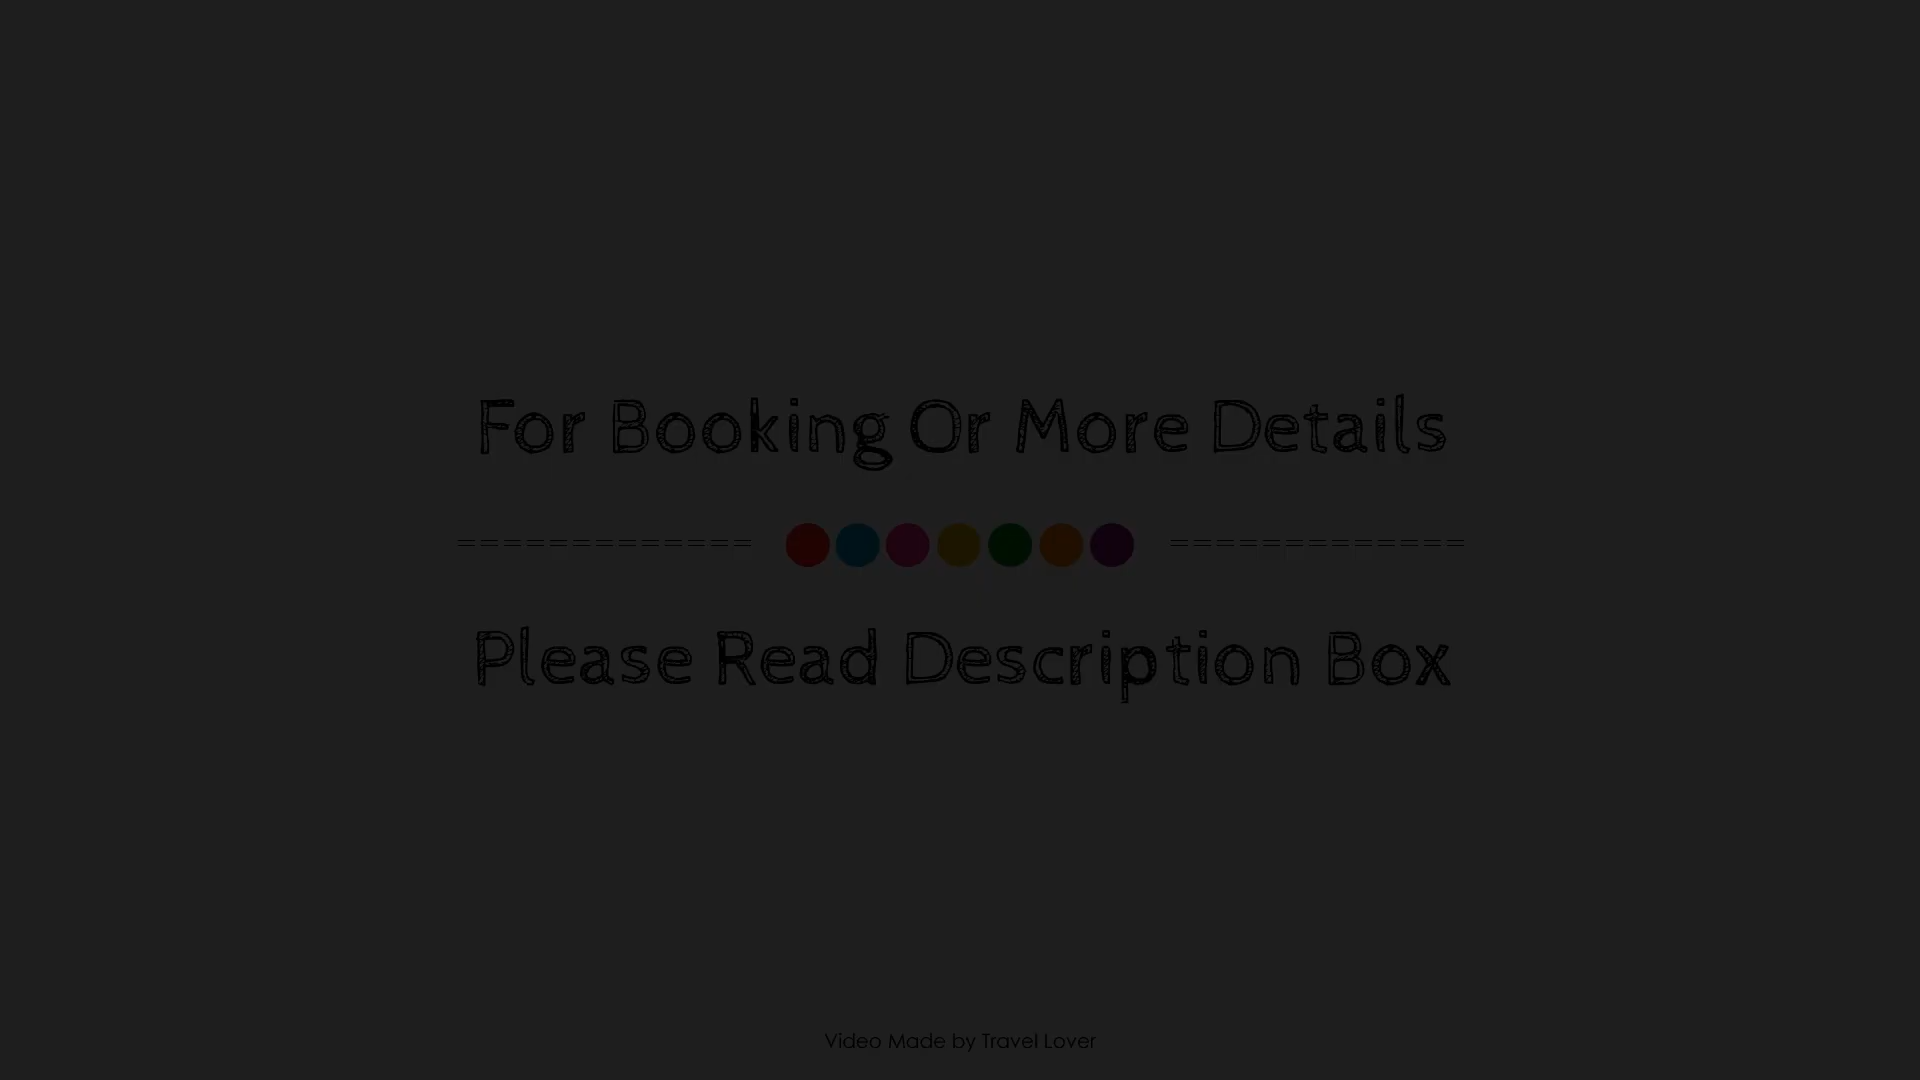 For Booking Or More Details
============= =============
Please Read Description Box
Video Made by Travel Lover